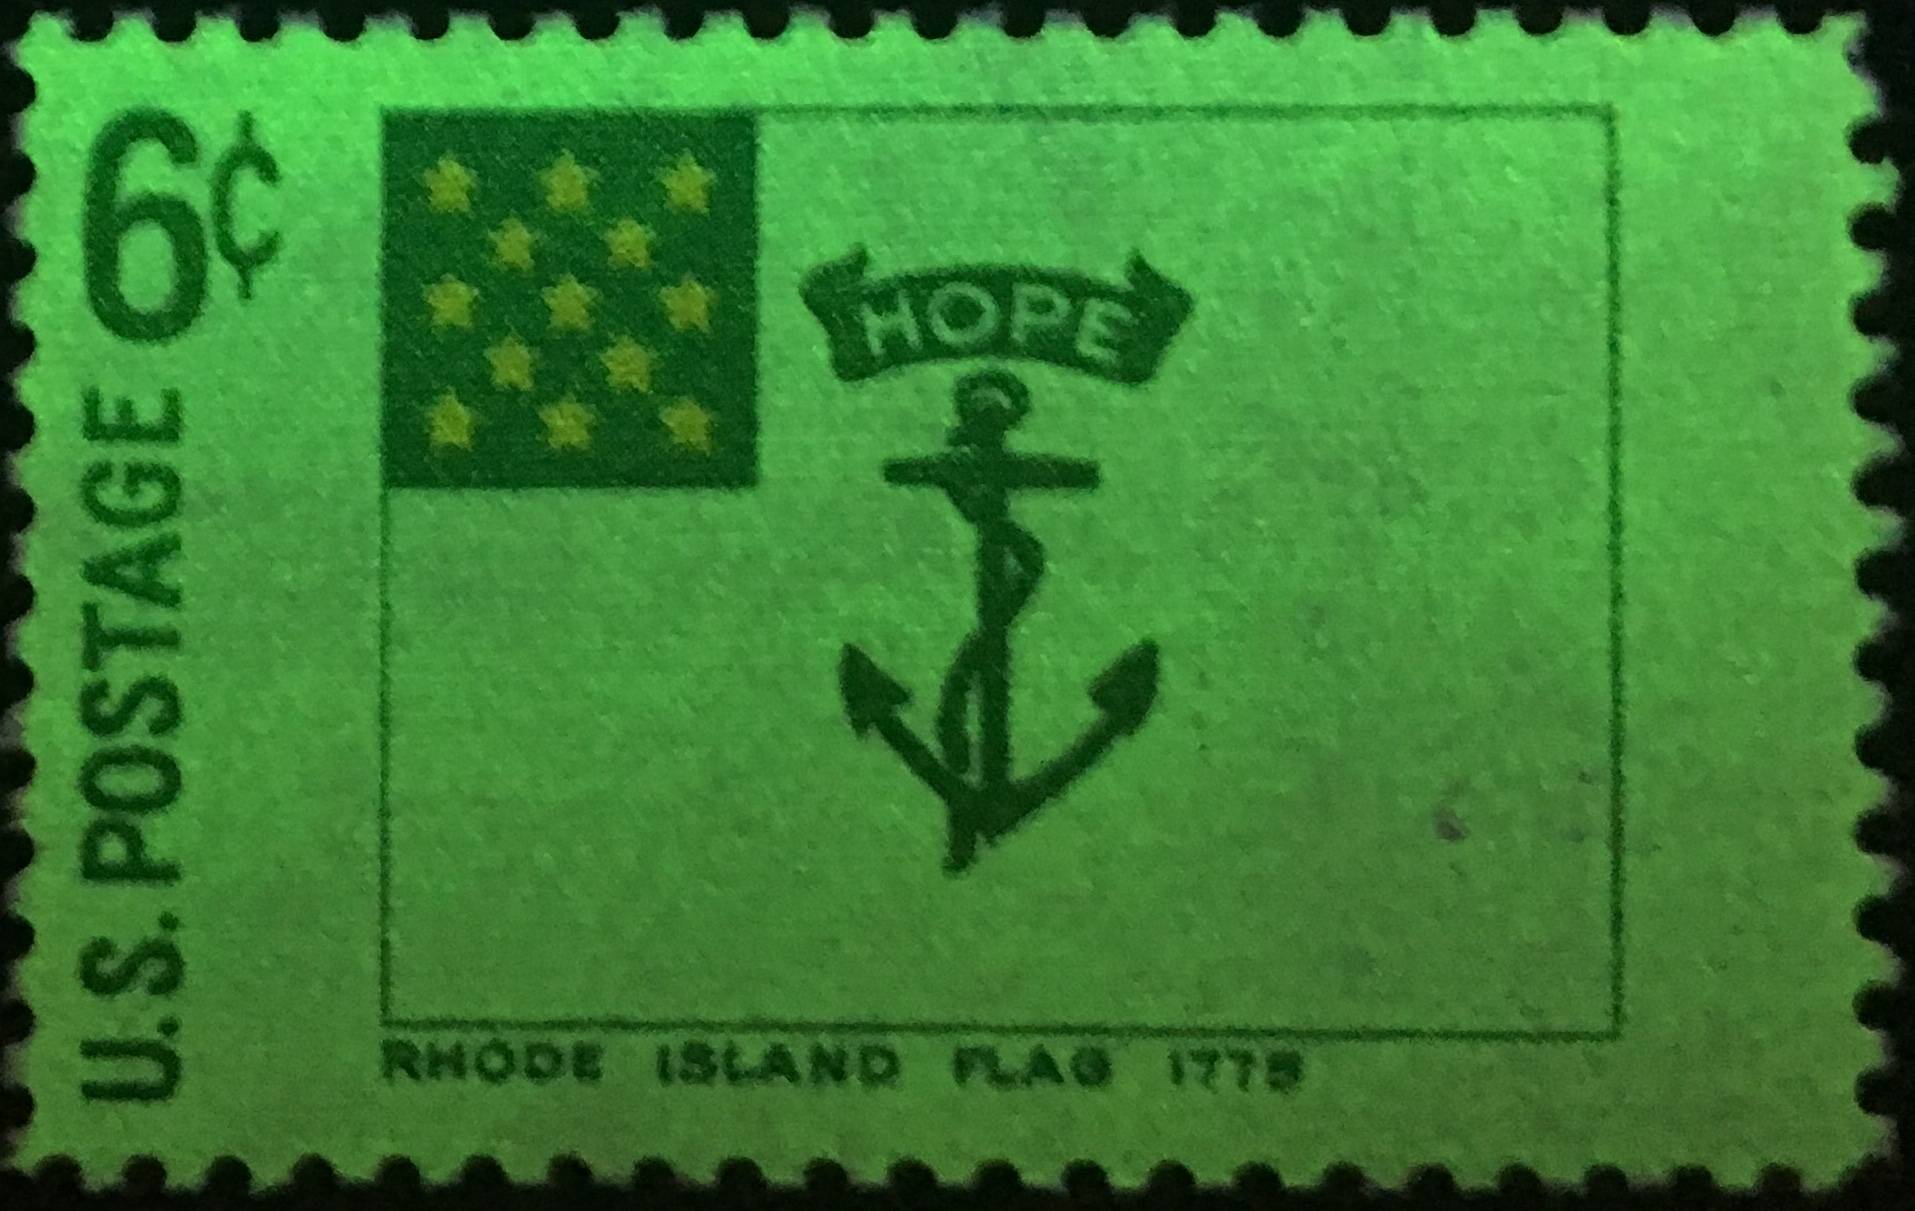 6¢
U.S. POSTAGE
HOPE
RHODE ISLAND FLAG 1775